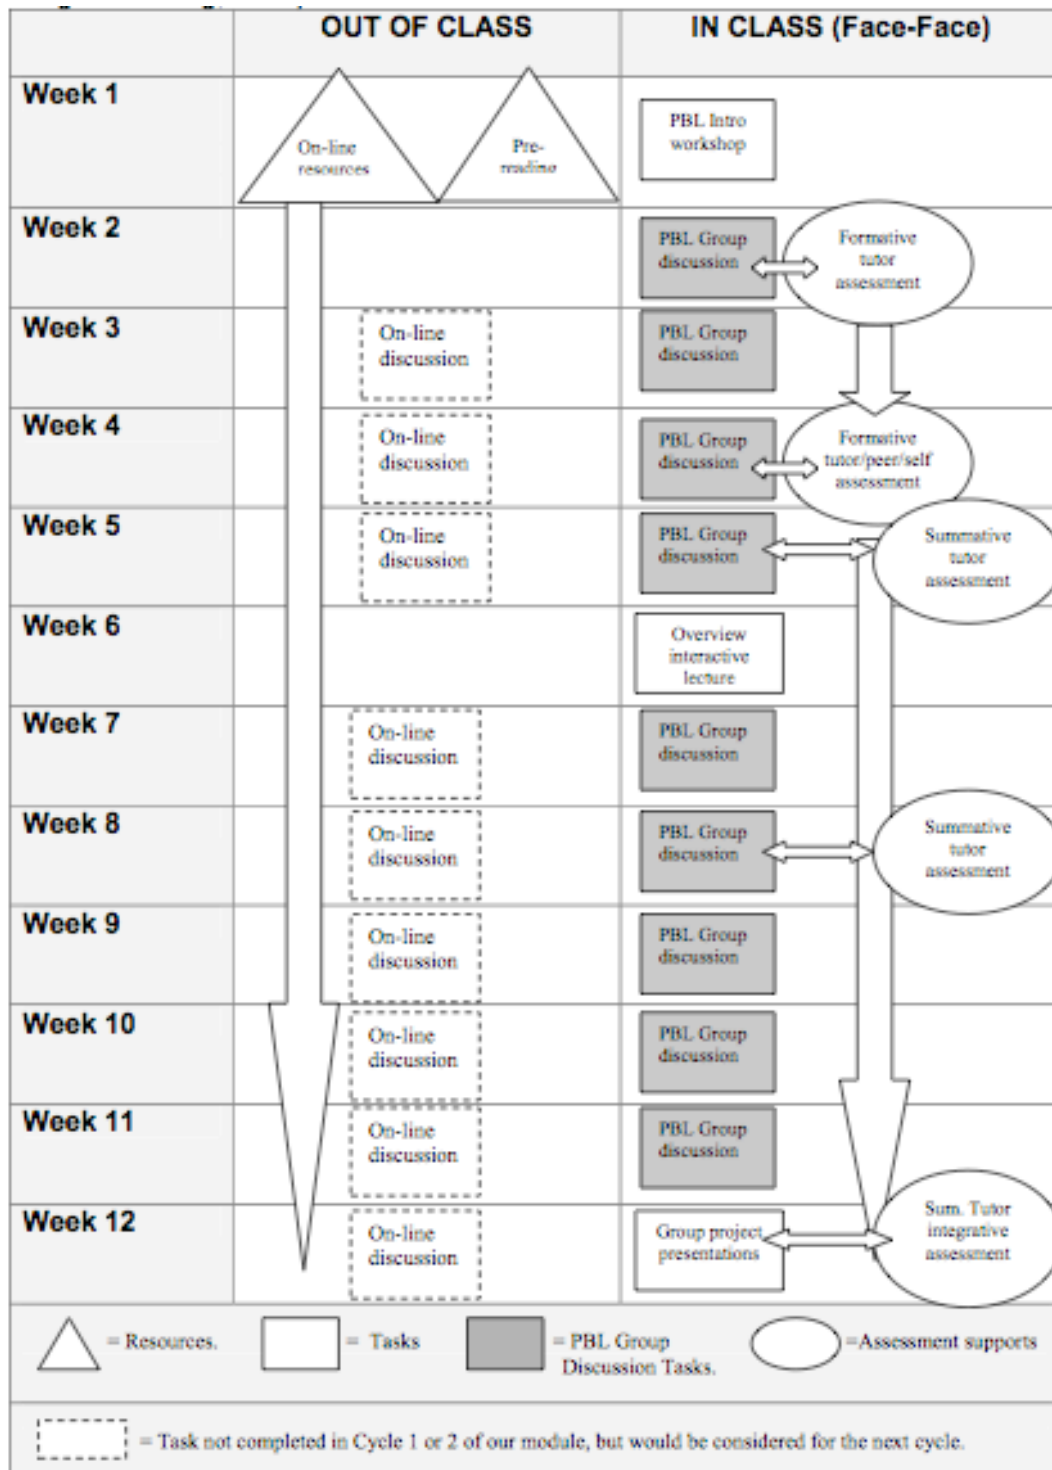 OUT OF CLASS
IN CLASS (Face-Face)
Week 1
On-line
resources
Pre-
reading
PBL Intro
workshop
Week 2
PBL Group
discussion
Formative
tutor
assessment
Week 3
On-line
discussion
PBL Group
discussion
Week 4
On-line
discussion
PBL Group
discussion
Formative
tutor/peer/self
assessment
Week 5
On-line
discussion
PBL Group
discussion
Summative
tutor
assessment
Week 6
Overview
interactive
lecture
Week 7
On-line
discussion
PBL Group
discussion
Week 8
On-line
discussion
PBL Group
discussion
Summative
tutor
assessment
Week 9
On-line
discussion
PBL Group
discussion
Week 10
On-line
discussion
PBL Group
discussion
Week 11
On-line
discussion
PBL Group
discussion
Week 12
On-line
discussion
Group project
presentations
Sum. Tutor
integrative
assessment
= Resources.
= Tasks
= PBL Group
Discussion Tasks.
=Assessment supports
= Task not completed in Cycle 1 or 2 of our module, but would be considered for the next cycle.